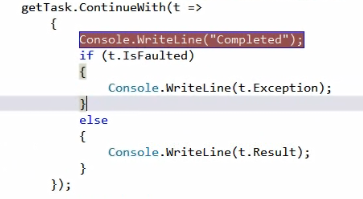 getTask.ContinueWith(t =>
{
Console.WriteLine("Completed");
if (t.IsFaulted)
{
Console.WriteLine(t.Exception);
}
else
{
Console.WriteLine(t.Result);
}
});